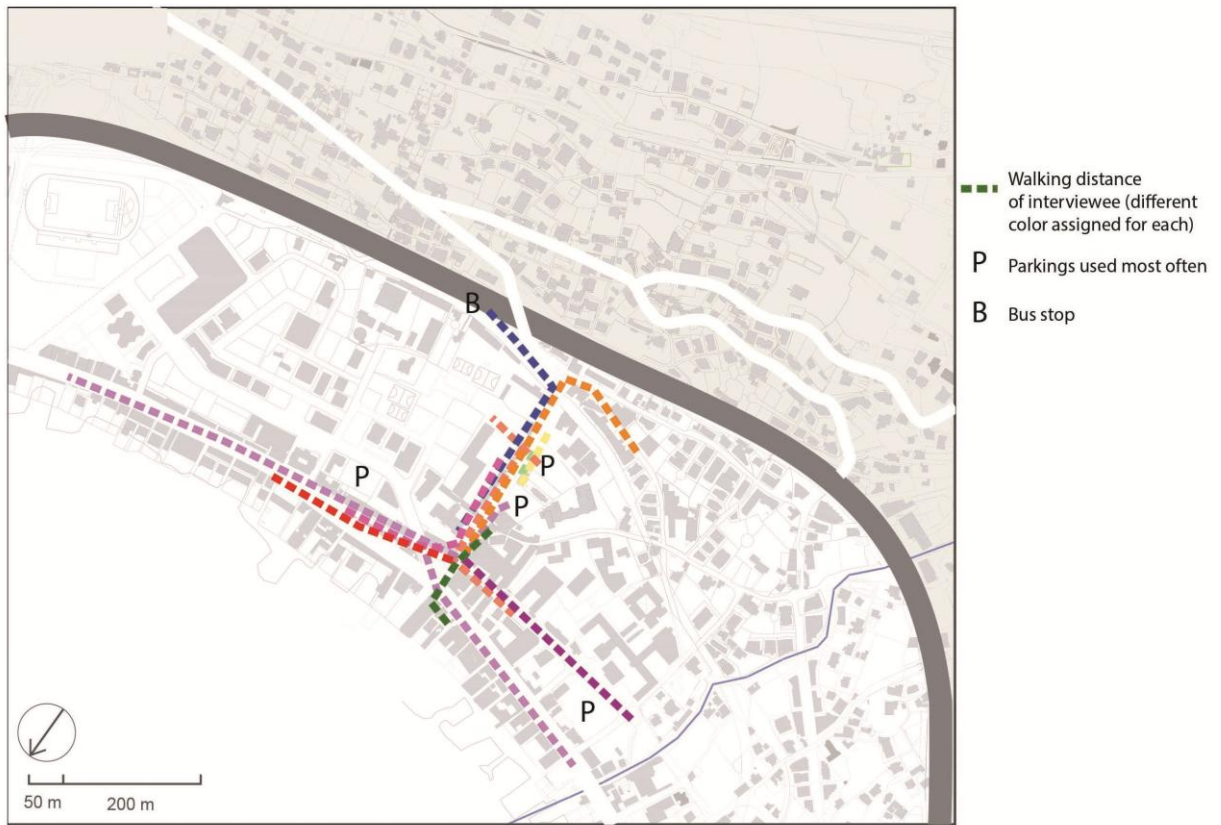 B
P
P
P
P
50 m
200 m
Walking distance
of interviewee (different
color assigned for each)
P Parkings used most often
B Bus stop